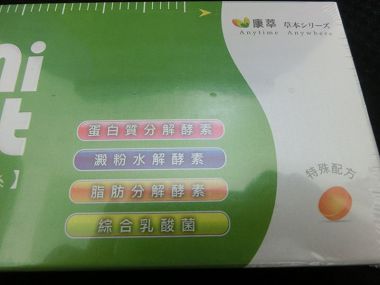 康萃 草本シリーズ
Anytime Anywhere
ni
t
蛋白質分解酵素
澱粉水解酵素
脂肪分解酵素
綜合乳酸菌
】
特殊配方